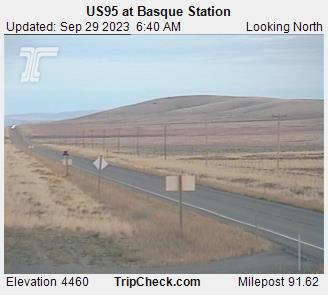 US95 at Basque Station
Updated: Sep 29 2023 6:40 AM Looking North
Elevation 4460 TripCheck.com Milepost 91.62